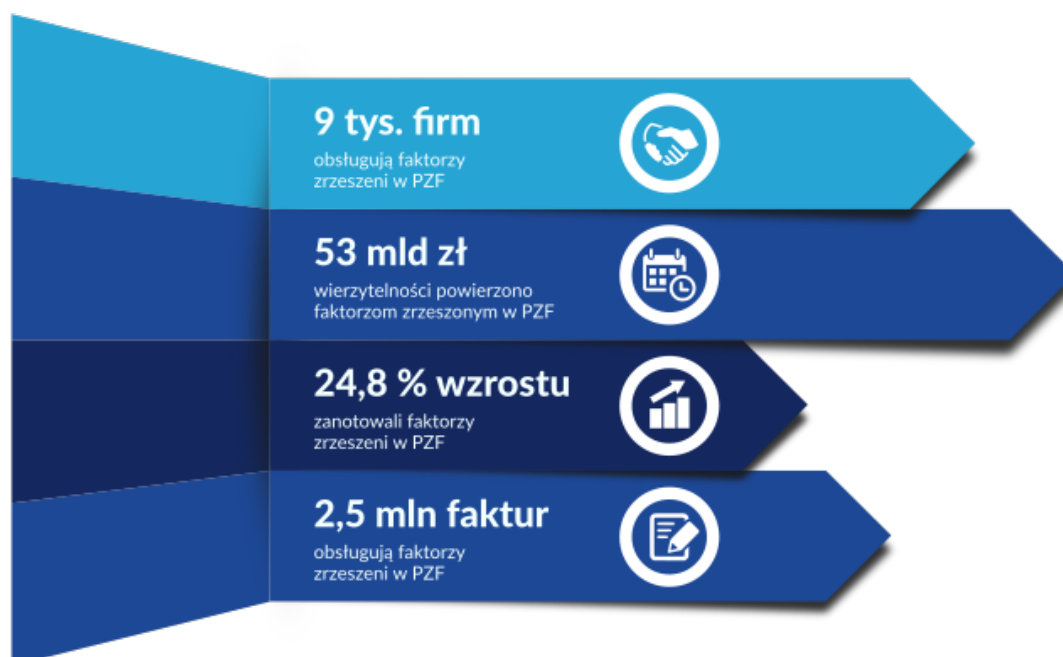 9 tys. firm
obsługują faktorzy
zrzeszeni w PZF
53 mld zł
wierzytelności powierzono
faktorzom zrzeszonym w PZF
24,8 % wzrostu
zanotowali faktorzy
zrzeszeni w PZF
2,5 mln faktur
obsługują faktorzy
zrzeszeni w PZF